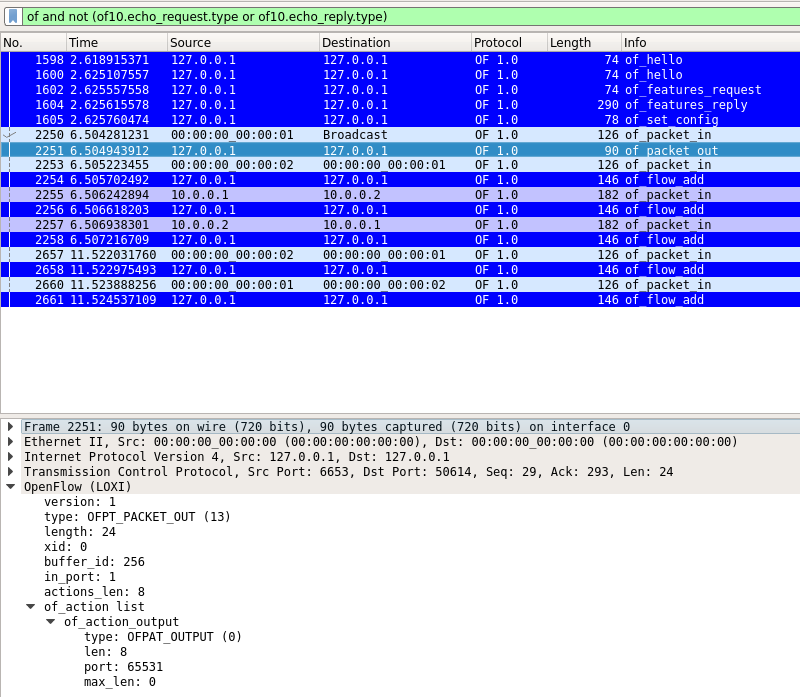 of and not (of10.echo_request.type or of10.echo_reply.type)
No. Time Source Destination Protocol Length Info
1598 2.618915371 127.0.0.1 127.0.0.1 OF 1.0 74 of_hello
1600 2.625107557 127.0.0.1 127.0.0.1 OF 1.0 74 of_hello
1602 2.625557558 127.0.0.1 127.0.0.1 OF 1.0 74 of_features_request
1604 2.625615578 127.0.0.1 127.0.0.1 OF 1.0 290 of_features_reply
1605 2.625760474 127.0.0.1 127.0.0.1 OF 1.0 78 of_set_config
2250 6.504281231 00:00:00_00:00:01 Broadcast OF 1.0 126 of_packet_in
2251 6.504943912 127.0.0.1 127.0.0.1 OF 1.0 90 of_packet_out
2253 6.505223455 00:00:00_00:00:02 00:00:00_00:00:01 OF 1.0 126 of_packet_in
2254 6.505702492 127.0.0.1 127.0.0.1 OF 1.0 146 of_flow_add
2255 6.506242894 10.0.0.1 10.0.0.2 OF 1.0 182 of_packet_in
2256 6.506618203 127.0.0.1 127.0.0.1 OF 1.0 146 of_flow_add
2257 6.506938301 10.0.0.2 10.0.0.1 OF 1.0 182 of_packet_in
2258 6.507216709 127.0.0.1 127.0.0.1 OF 1.0 146 of_flow_add
2657 11.522031760 00:00:00_00:00:02 00:00:00_00:00:01 OF 1.0 126 of_packet_in
2658 11.522975493 127.0.0.1 127.0.0.1 OF 1.0 146 of_flow_add
2660 11.523888256 00:00:00_00:00:01 00:00:00_00:00:02 OF 1.0 126 of_packet_in
2661 11.524537109 127.0.0.1 127.0.0.1 OF 1.0 146 of_flow_add
Frame 2251: 90 bytes on wire (720 bits), 90 bytes captured (720 bits) on interface 0
Ethernet II, Src: 00:00:00_00:00:00 (00:00:00:00:00:00), Dst: 00:00:00_00:00:00 (00:00:00:00:00:00)
Internet Protocol Version 4, Src: 127.0.0.1, Dst: 127.0.0.1
Transmission Control Protocol, Src Port: 6653, Dst Port: 50614, Seq: 29, Ack: 293, Len: 24
OpenFlow (LOXI)
version: 1
type: OFPT_PACKET_OUT (13)
length: 24
xid: 0
buffer_id: 256
in_port: 1
actions_len: 8
of_action list
of_action_output
type: OFPAT_OUTPUT (0)
len: 8
port: 65531
max_len: 0